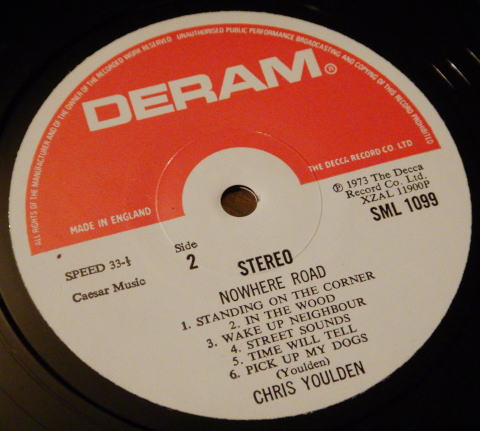 ALL RIGHTS OF THE MANUFACTURER AND OF THE OWNER OF THE RECORDED WORK RESERVED UNAUTHORISED PUBLIC PERFORMANCE BROADCASTING AND COPYING OF THIS RECORD PROHIBITED
DERAM®
THE DECCA RECORD CO. LTD
MADE IN ENGLAND
℗ 1973 The Decca
Record Co. Ltd.
XZAL 11900P
SML 1099
SPEED 33-⅓
Side
2
STEREO
Caesar Music
NOWHERE ROAD
1. STANDING ON THE CORNER
2. IN THE WOOD
3. WAKE UP NEIGHBOUR
4. STREET SOUNDS
5. TIME WILL TELL
6. PICK UP MY DOGS
(Youlden)
CHRIS YOULDEN